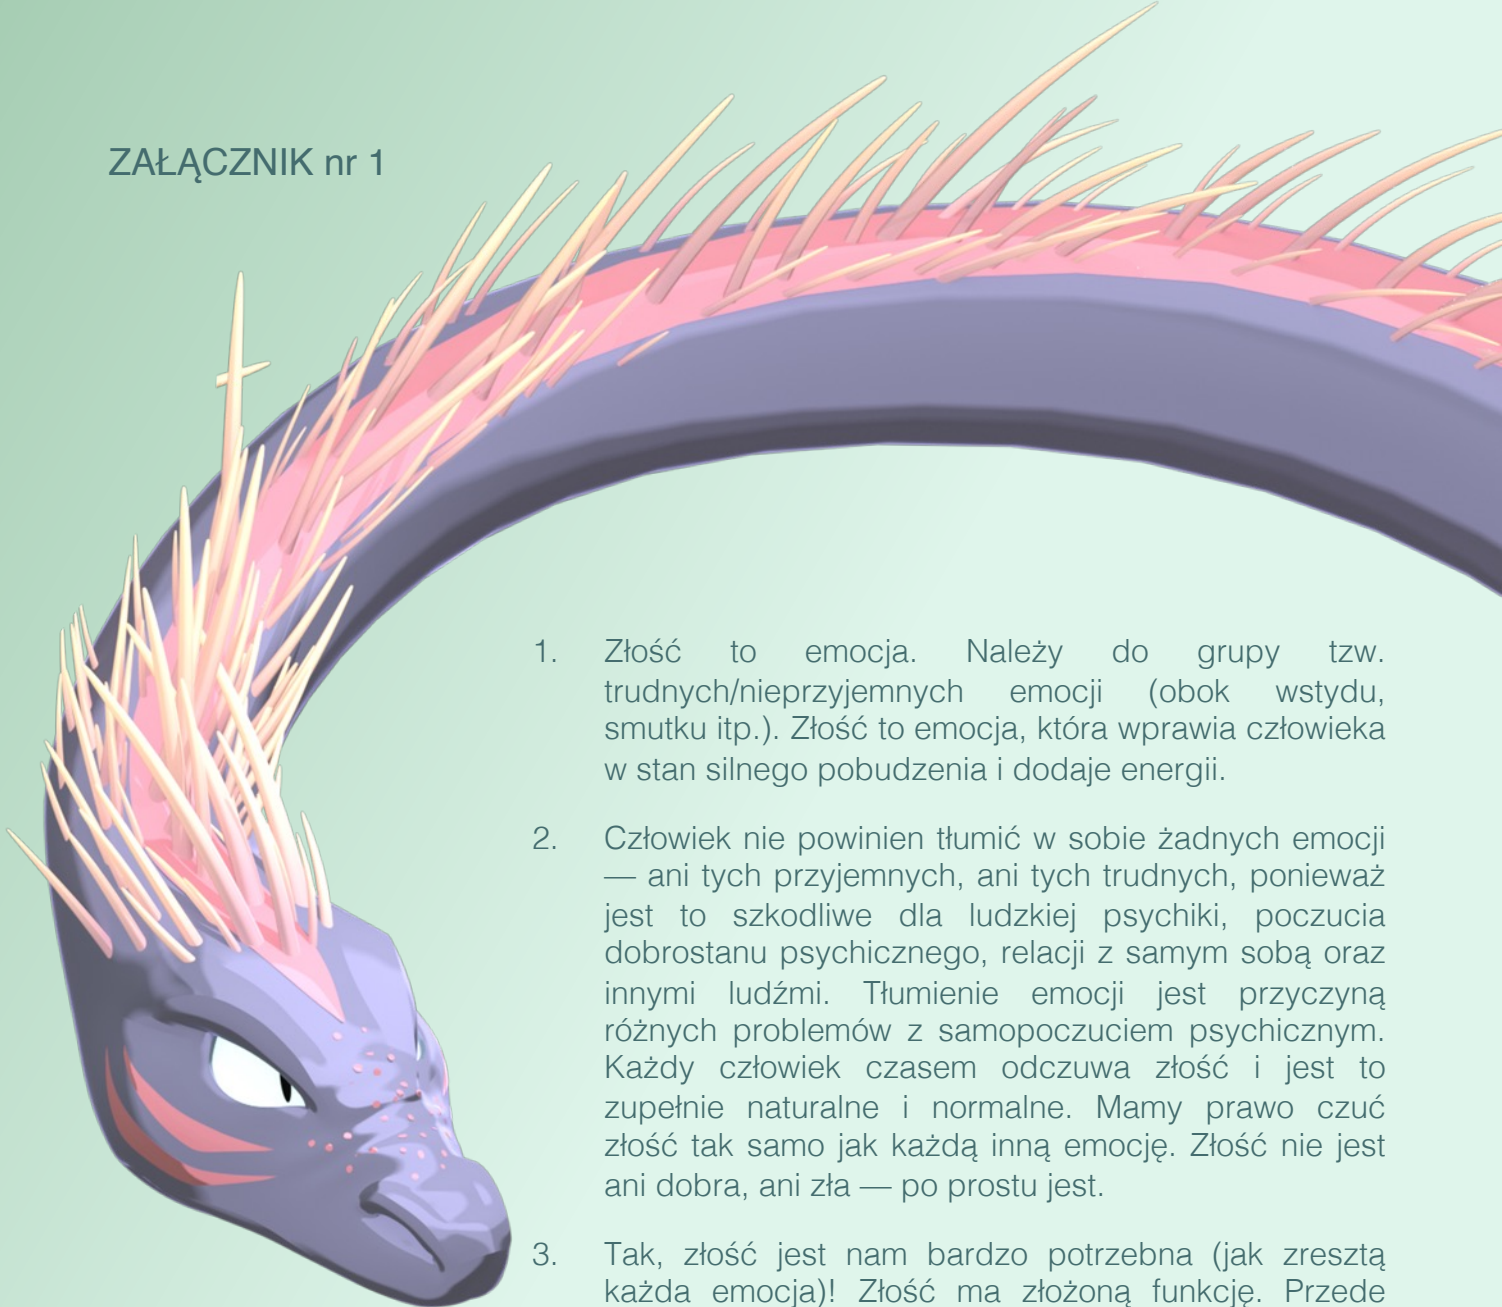 ZAŁĄCZNIK nr 1
1. Złość to emocja. Należy do grupy tzw.
trudnych/nieprzyjemnych emocji (obok wstydu,
smutku itp.). Złość to emocja, która wprawia człowieka
w stan silnego pobudzenia i dodaje energii.
2. Człowiek nie powinien tłumić w sobie żadnych emocji
— ani tych przyjemnych, ani tych trudnych, ponieważ
jest to szkodliwe dla ludzkiej psychiki, poczucia
dobrostanu psychicznego, relacji z samym sobą oraz
innymi ludźmi. Tłumienie emocji jest przyczyną
różnych problemów z samopoczuciem psychicznym.
Każdy człowiek czasem odczuwa złość i jest to
zupełnie naturalne i normalne. Mamy prawo czuć
złość tak samo jak każdą inną emocję. Złość nie jest
ani dobra, ani zła — po prostu jest.
3. Tak, złość jest nam bardzo potrzebna (jak zresztą
każda emocja)! Złość ma złożoną funkcję. Przede